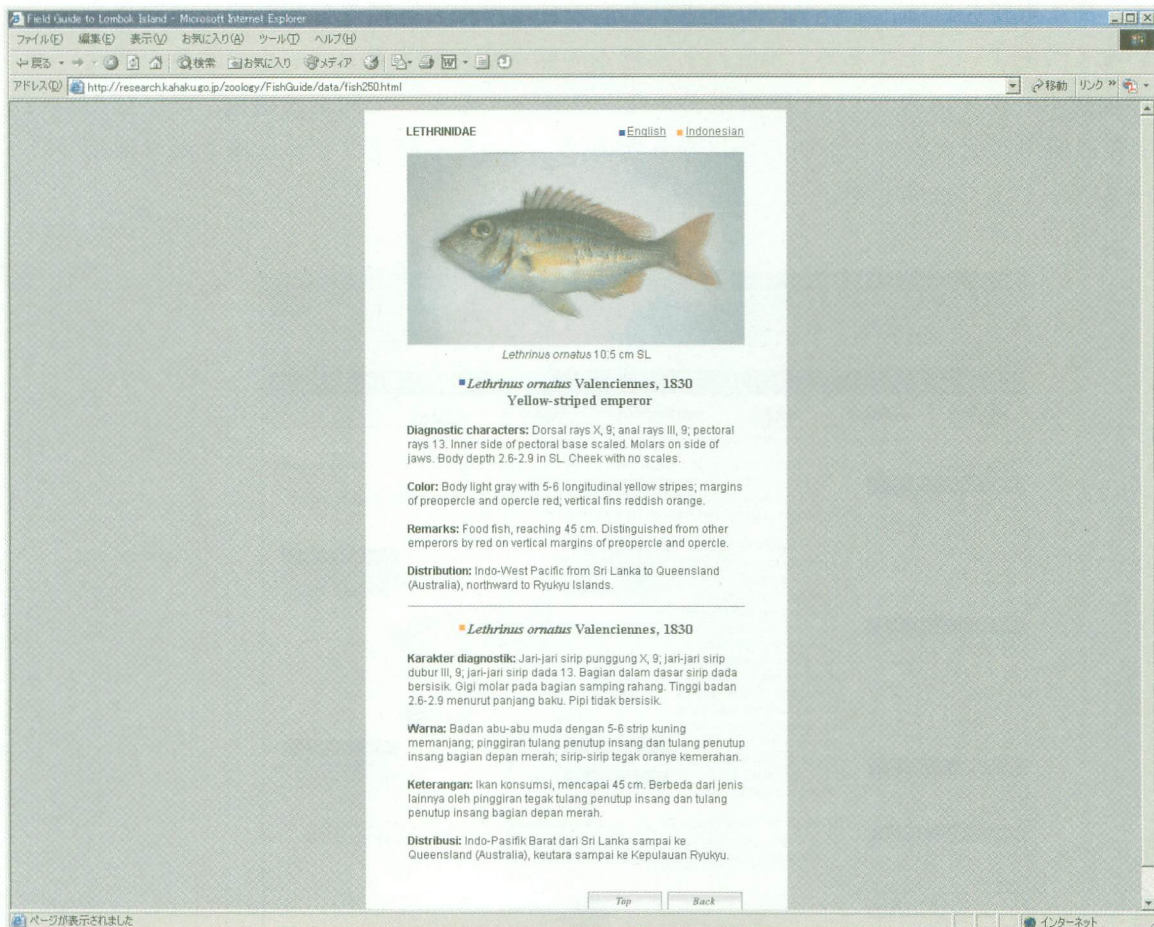 Field Guide to Lombok Island - Microsoft Internet Explorer
ファイル(F) 編集(E) 表示(V) お気に入り(A) ツール(T) ヘルプ(H)
戻る 検索 お気に入り メディア
アドレス(D) http://research.kahaku.go.jp/zoology/FishGuide/data/fish250.html 移動 リンク »
LETHRINIDAE English Indonesian
Lethrinus ornatus 10.5 cm SL
Lethrinus ornatus Valenciennes, 1830
Yellow-striped emperor
Diagnostic characters: Dorsal rays X, 9; anal rays III, 9; pectoral
rays 13. Inner side of pectoral base scaled. Molars on side of
jaws. Body depth 2.6-2.9 in SL. Cheek with no scales.
Color: Body light gray with 5-6 longitudinal yellow stripes; margins
of preopercle and opercle red; vertical fins reddish orange.
Remarks: Food fish, reaching 45 cm. Distinguished from other
emperors by red on vertical margins of preopercle and opercle.
Distribution: Indo-West Pacific from Sri Lanka to Queensland
(Australia), northward to Ryukyu Islands.
Lethrinus ornatus Valenciennes, 1830
Karakter diagnostik: Jari-jari sirip punggung X, 9; jari-jari sirip
dubur III, 9; jari-jari sirip dada 13. Bagian dalam dasar sirip dada
bersisik. Gigi molar pada bagian samping rahang. Tinggi badan
2.6-2.9 menurut panjang baku. Pipi tidak bersisik.
Warna: Badan abu-abu muda dengan 5-6 strip kuning
memanjang; pinggiran tulang penutup insang dan tulang penutup
insang bagian depan merah; sirip-sirip tegak oranye kemerahan.
Keterangan: Ikan konsumsi, mencapai 45 cm. Berbeda dari jenis
lainnya oleh pinggiran tegak tulang penutup insang dan tulang
penutup insang bagian depan merah.
Distribusi: Indo-Pasifik Barat dari Sri Lanka sampai ke
Queensland (Australia), keutara sampai ke Kepulauan Ryukyu.
Top Back
ページが表示されました インターネット